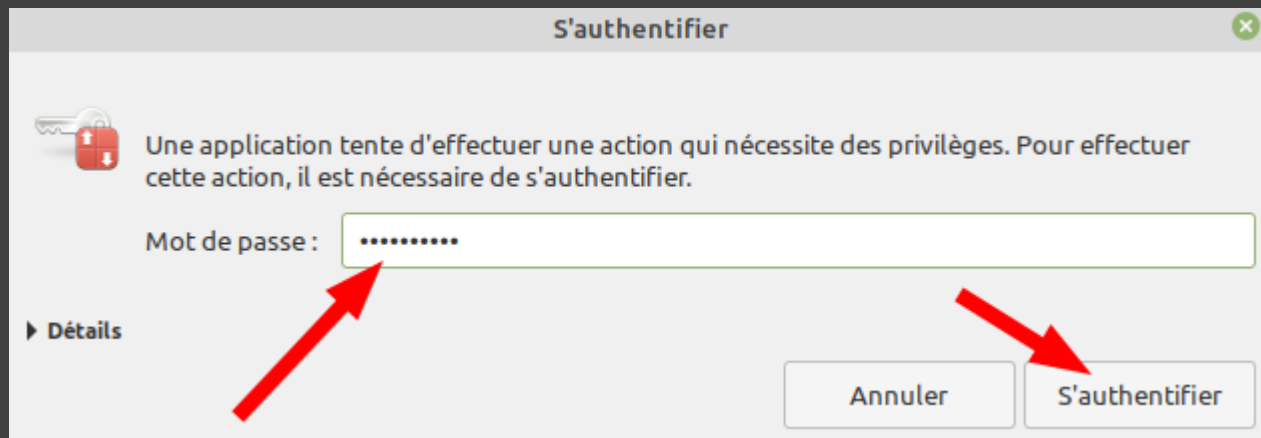 S'authentifier
Une application tente d'effectuer une action qui nécessite des privilèges. Pour effectuer
cette action, il est nécessaire de s'authentifier.
Mot de passe : ••••••••••
Détails
Annuler S'authentifier